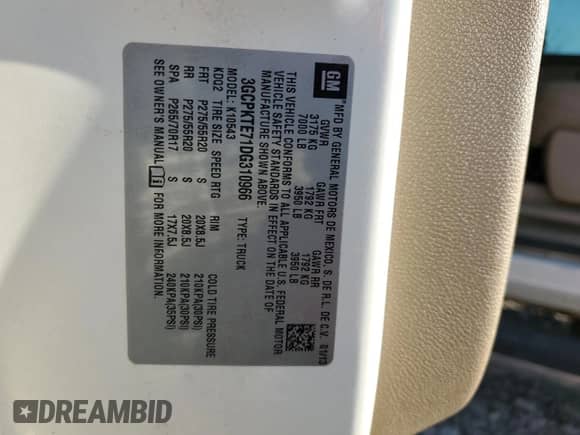 GM
MFD BY GENERAL MOTORS DE MEXICO, S. DE R.L. DE C.V. 01/13
GVWR GAWR FRT GAWR RR
3175 KG 1792 KG 1792 KG
7000 LB 3950 LB 3950 LB
THIS VEHICLE CONFORMS TO ALL APPLICABLE U.S. FEDERAL MOTOR
VEHICLE SAFETY STANDARDS IN EFFECT ON THE DATE OF
MANUFACTURE SHOWN ABOVE.
3GCPKTE71DG310966 TYPE: TRUCK
MODEL: K10543
KDO2 TIRE SIZE SPEED RTG RIM COLD TIRE PRESSURE
FRT P275/55R20 S 20X8.5J 210KPA(30PSI)
RR P275/55R20 S 20X8.5J 210KPA(30PSI)
SPA P265/70R17 S 17X7.5J 240KPA(35PSI)
SEE OWNER'S MANUAL FOR MORE INFORMATION.
DREAMBID